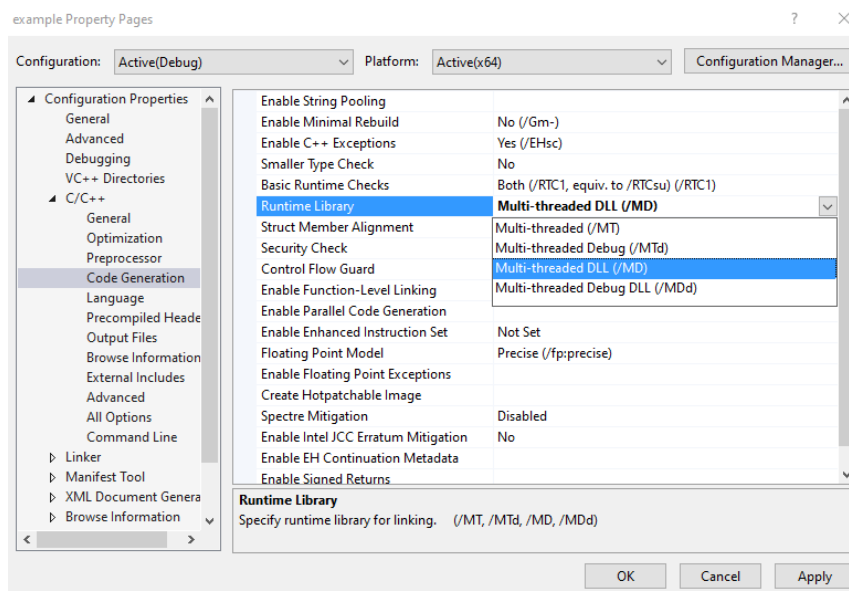 example Property Pages ?
Configuration: Active(Debug) Platform: Active(x64) Configuration Manager...
Configuration Properties
General
Advanced
Debugging
VC++ Directories
C/C++
General
Optimization
Preprocessor
Code Generation
Language
Precompiled Heade
Output Files
Browse Information
External Includes
Advanced
All Options
Command Line
Linker
Manifest Tool
XML Document Genera
Browse Information
Enable String Pooling
Enable Minimal Rebuild No (/Gm-)
Enable C++ Exceptions Yes (/EHsc)
Smaller Type Check No
Basic Runtime Checks Both (/RTC1, equiv. to /RTCsu) (/RTC1)
Runtime Library Multi-threaded DLL (/MD)
Struct Member Alignment Multi-threaded (/MT)
Security Check Multi-threaded Debug (/MTd)
Control Flow Guard Multi-threaded DLL (/MD)
Enable Function-Level Linking Multi-threaded Debug DLL (/MDd)
Enable Parallel Code Generation
Enable Enhanced Instruction Set Not Set
Floating Point Model Precise (/fp:precise)
Enable Floating Point Exceptions
Create Hotpatchable Image
Spectre Mitigation Disabled
Enable Intel JCC Erratum Mitigation No
Enable EH Continuation Metadata
Enable Signed Returns
Runtime Library
Specify runtime library for linking. (/MT, /MTd, /MD, /MDd)
OK Cancel Apply